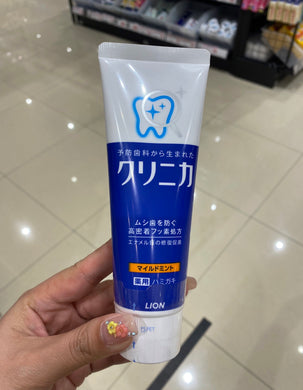 予防歯科から生まれた
クリニカ
ムシ歯を防ぐ
高密着フッ素処方
エナメル質の修復促進
マイルドミント
薬用 ハミガキ
LION